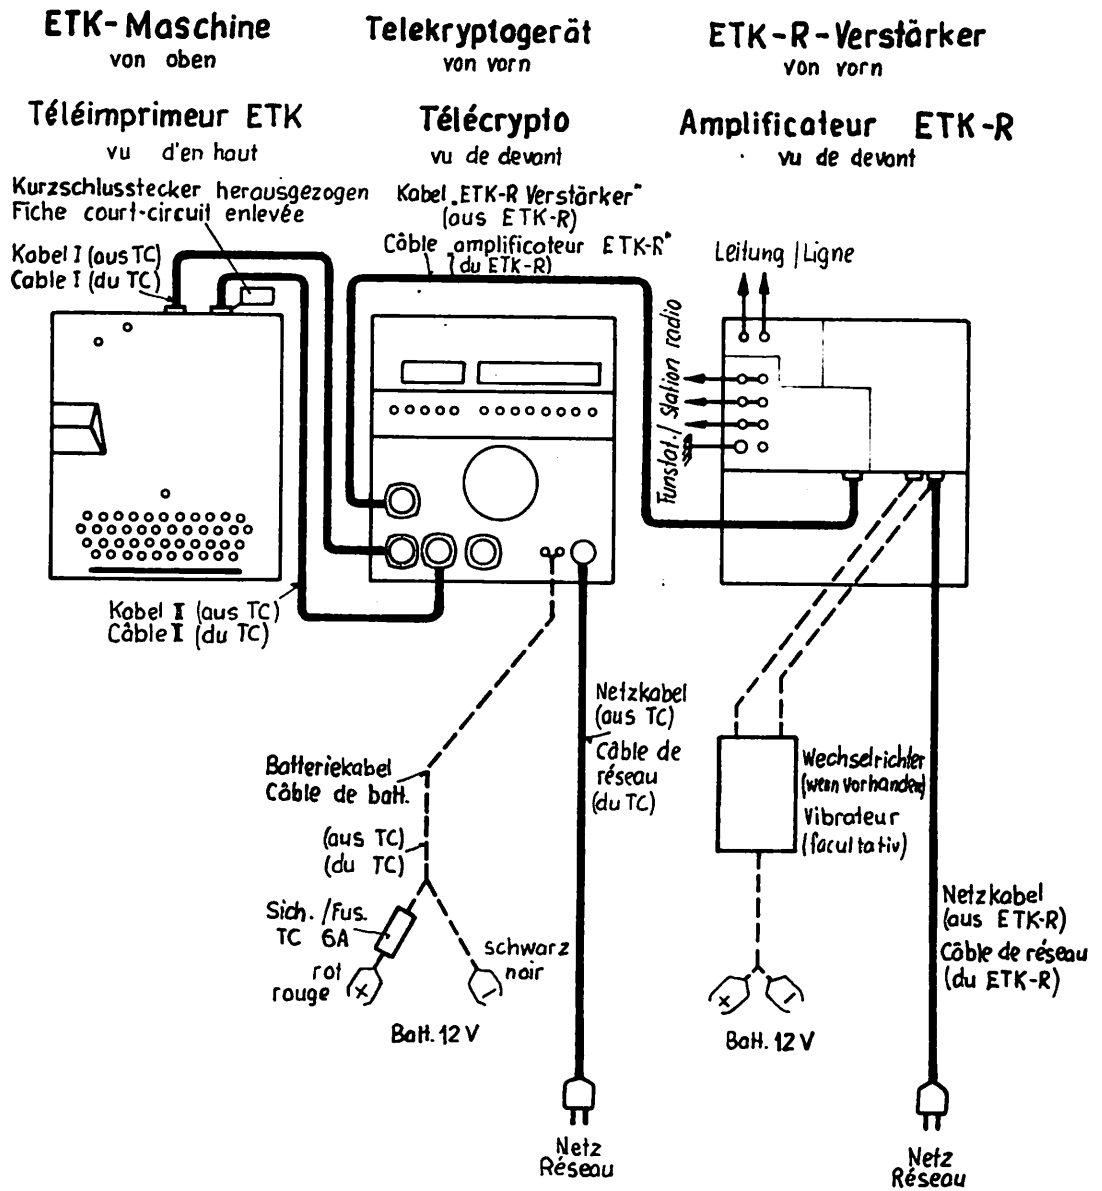 ETK-Maschine
von oben
Téléimprimeur ETK
vu d'en haut
Telekryptogerät
von vorn
Télécrypto
vu de devant
ETK-R-Verstärker
von vorn
Amplificateur ETK-R
vu de devant
Kurzschlusstecker herausgezogen
Fiche court-circuit enlevée
Kabel I (aus TC)
Cable I (du TC)
Kabel „ETK-R Verstärker"
(aus ETK-R)
Câble „amplificateur ETK-R"
(du ETK-R)
Leitung / Ligne
Funstat. / Station radio
Kabel II (aus TC)
Câble II (du TC)
Netzkabel
(aus TC)
Câble de
réseau
(du TC)
Batteriekabel
Câble de batt.
(aus TC)
(du TC)
Sich. / Fus.
TC 6A
rot
rouge
+
schwarz
noir
-
Batt. 12 V
Wechselrichter
(wenn vorhanden)
Vibrateur
(facultativ)
+
-
Batt. 12 V
Netzkabel
(aus ETK-R)
Câble de réseau
(du ETK-R)
Netz
Réseau
Netz
Réseau